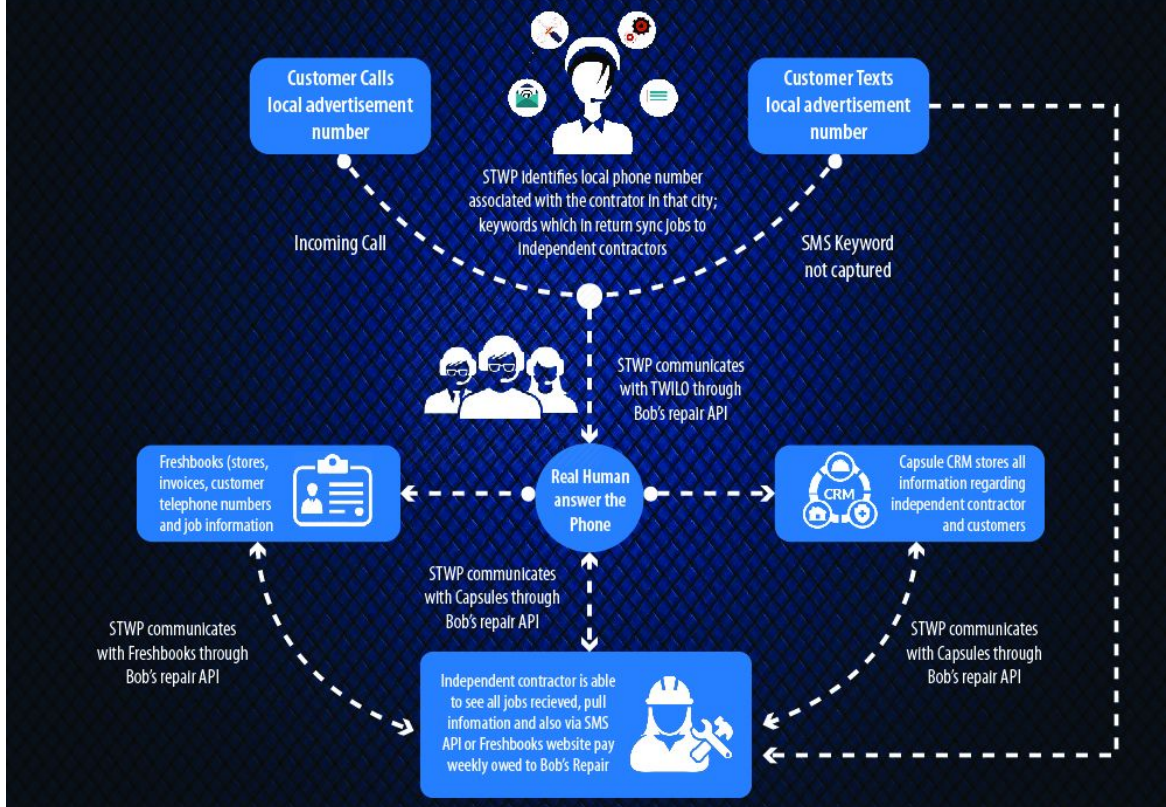 Customer Calls
local advertisement
number
Customer Texts
local advertisement
number
STWP identifies local phone number
associated with the contrator in that city;
keywords which in return sync jobs to
independent contractors
Incoming Call
SMS Keyword
not captured
STWP communicates
with TWILO through
Bob's repair API
Freshbooks (stores,
invoices, customer
telephone numbers
and job information
Real Human
answer the
Phone
CRM
Capsule CRM stores all
information regarding
independent contractor
and customers
STWP communicates
with Capsules through
Bob's repair API
STWP communicates
with Freshbooks through
Bob's repair API
STWP communicates
with Capsules through
Bob's repair API
Independent contractor is able
to see all jobs recieved, pull
infomation and also via SMS
API or Freshbooks website pay
weekly owed to Bob's Repair